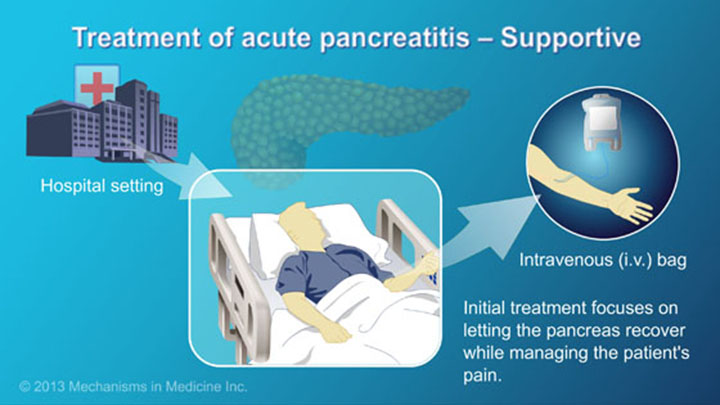 Treatment of acute pancreatitis – Supportive
Hospital setting
Intravenous (i.v.) bag
Initial treatment focuses on
letting the pancreas recover
while managing the patient's
pain.
© 2013 Mechanisms in Medicine Inc.